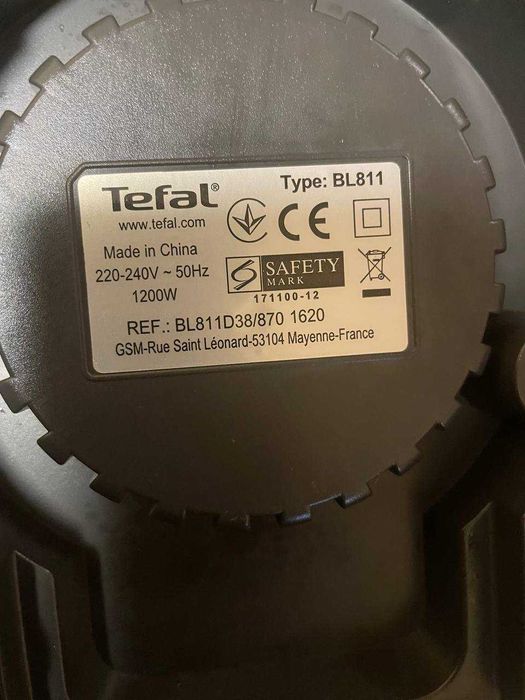 Tefal®
www.tefal.com
Type: BL811
CE
Made in China
220-240V ~ 50Hz
1200W
SAFETY
MARK
171100-12
REF.: BL811D38/870 1620
GSM-Rue Saint Léonard-53104 Mayenne-France